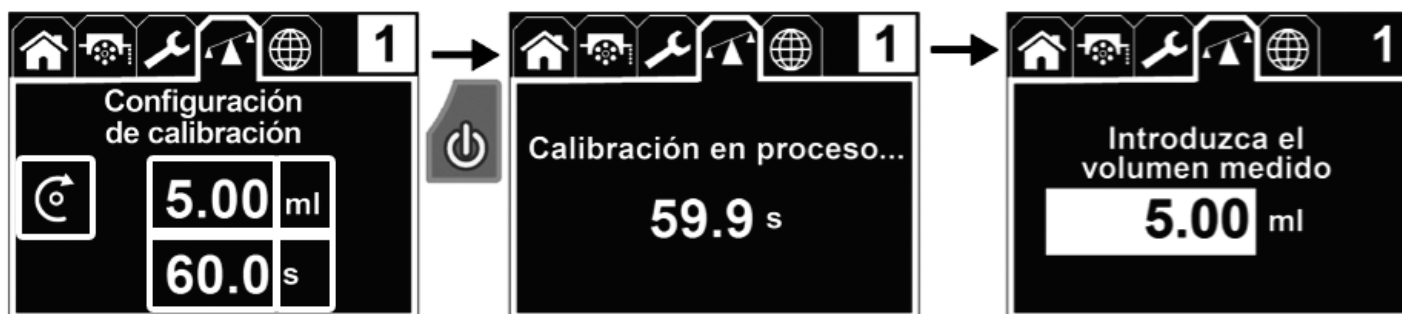 1
Configuración
de calibración
5.00 ml
60.0 s
1
Calibración en proceso...
59.9 s
1
Introduzca el
volumen medido
5.00 ml